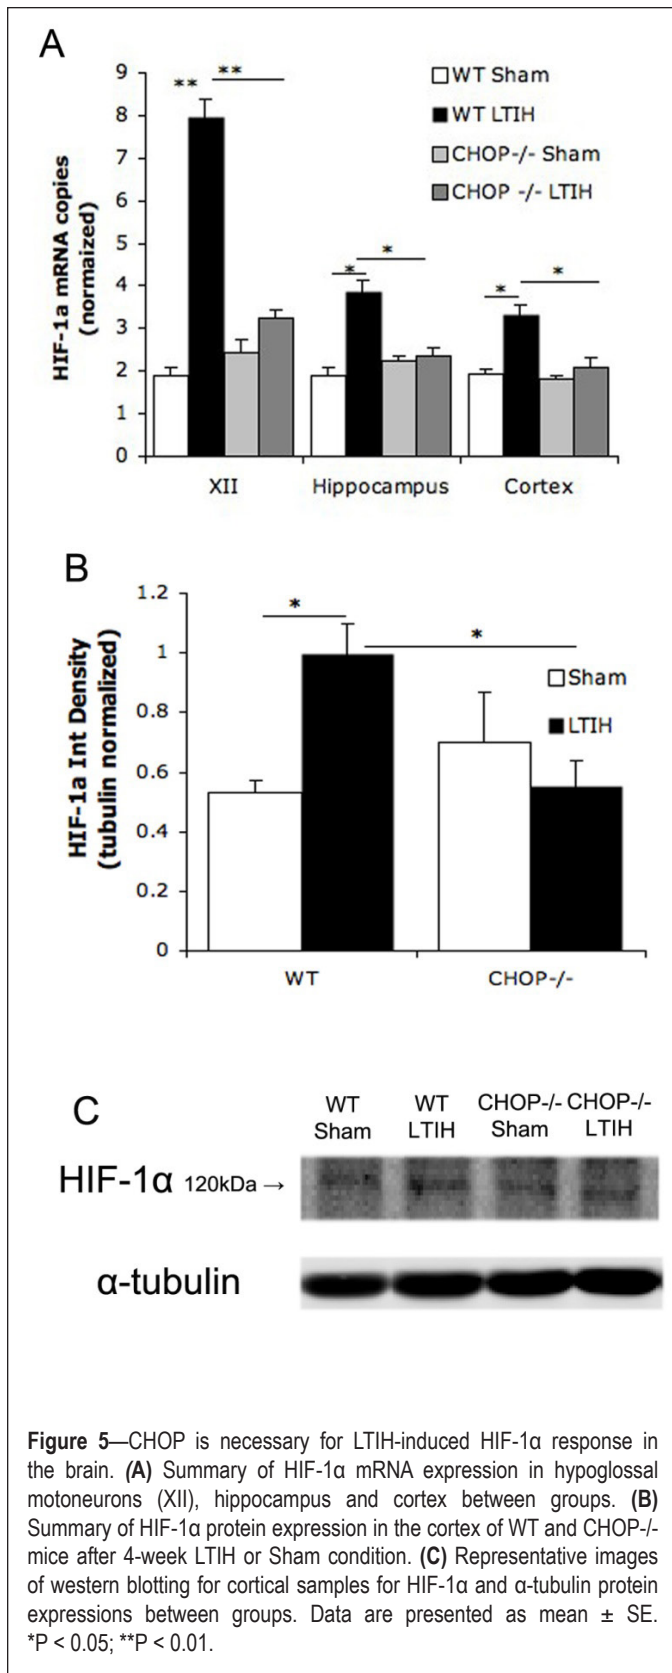 A
9
8
7
6
5
4
3
2
1
0
HIF-1a mRNA copies
(normaized)
** **
* *
* *
WT Sham
WT LTIH
CHOP-/- Sham
CHOP -/- LTIH
XII Hippocampus Cortex
B
1.2
1
0.8
0.6
0.4
0.2
0
HIF-1a Int Density
(tubulin normalized)
* *
Sham
LTIH
WT CHOP-/-
C
WT WT CHOP-/- CHOP-/-
Sham LTIH Sham LTIH
HIF-1α 120kDa →
α-tubulin
Figure 5—CHOP is necessary for LTIH-induced HIF-1α response in
the brain. (A) Summary of HIF-1α mRNA expression in hypoglossal
motoneurons (XII), hippocampus and cortex between groups. (B)
Summary of HIF-1α protein expression in the cortex of WT and CHOP-/-
mice after 4-week LTIH or Sham condition. (C) Representative images
of western blotting for cortical samples for HIF-1α and α-tubulin protein
expressions between groups. Data are presented as mean ± SE.
*P < 0.05; **P < 0.01.